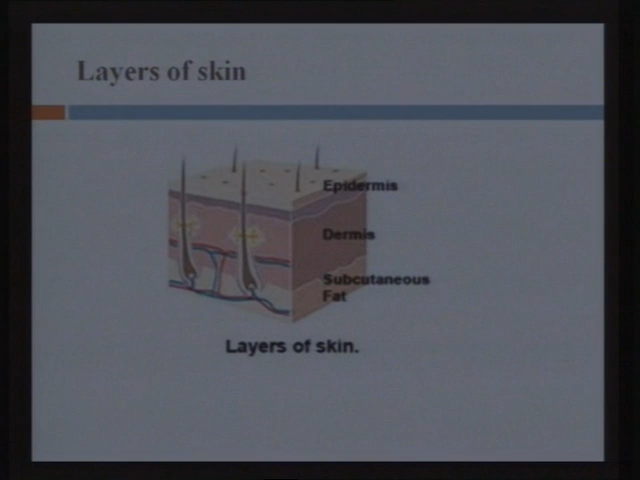 Layers of skin
Epidermis
Dermis
Subcutaneous
Fat
Layers of skin.